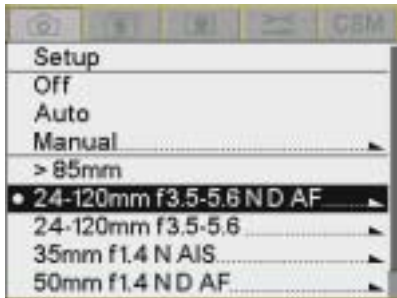 CSM
Setup
Off
Auto
Manual
> 85mm
24-120mm f3.5-5.6 N D AF
24-120mm f3.5-5.6
35mm f1.4 N AIS
50mm f1.4 N D AF